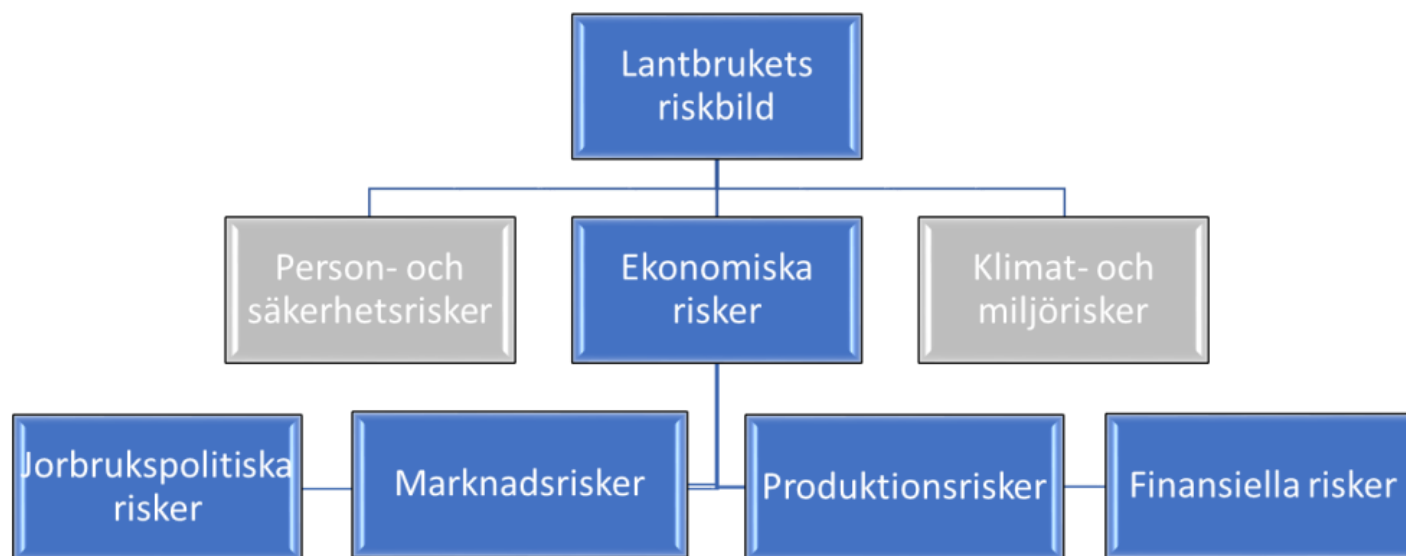 Lantbrukets
riskbild
Person- och
säkerhetsrisker
Ekonomiska
risker
Klimat- och
miljörisker
Jorbrukspolitiska
risker
Marknadsrisker
Produktionsrisker
Finansiella risker